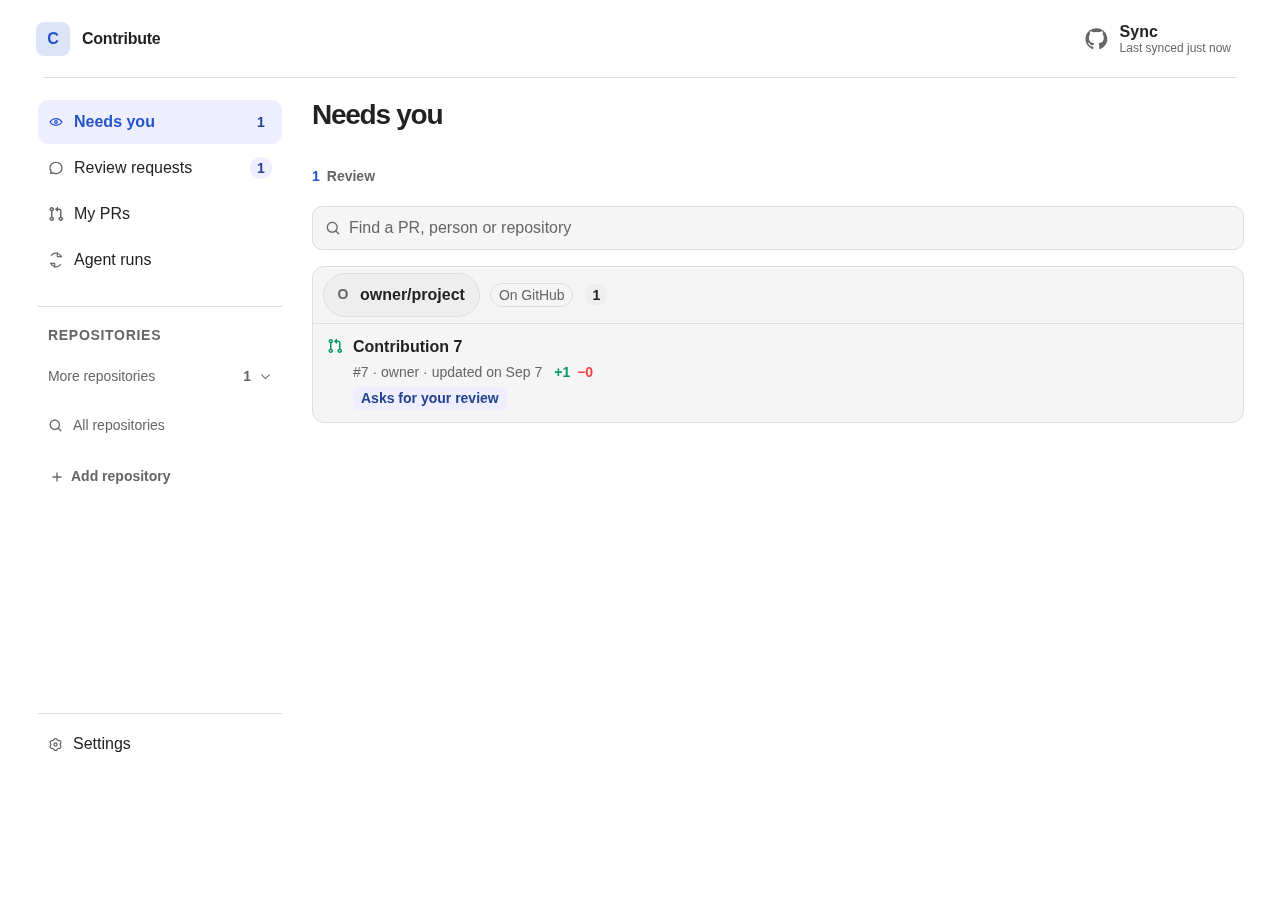 C Contribute
Sync
Last synced just now
Needs you 1
Review requests 1
My PRs
Agent runs
REPOSITORIES
More repositories 1
All repositories
Add repository
Settings
Needs you
1 Review
Find a PR, person or repository
O owner/project On GitHub 1
Contribution 7
#7 · owner · updated on Sep 7 +1 −0
Asks for your review